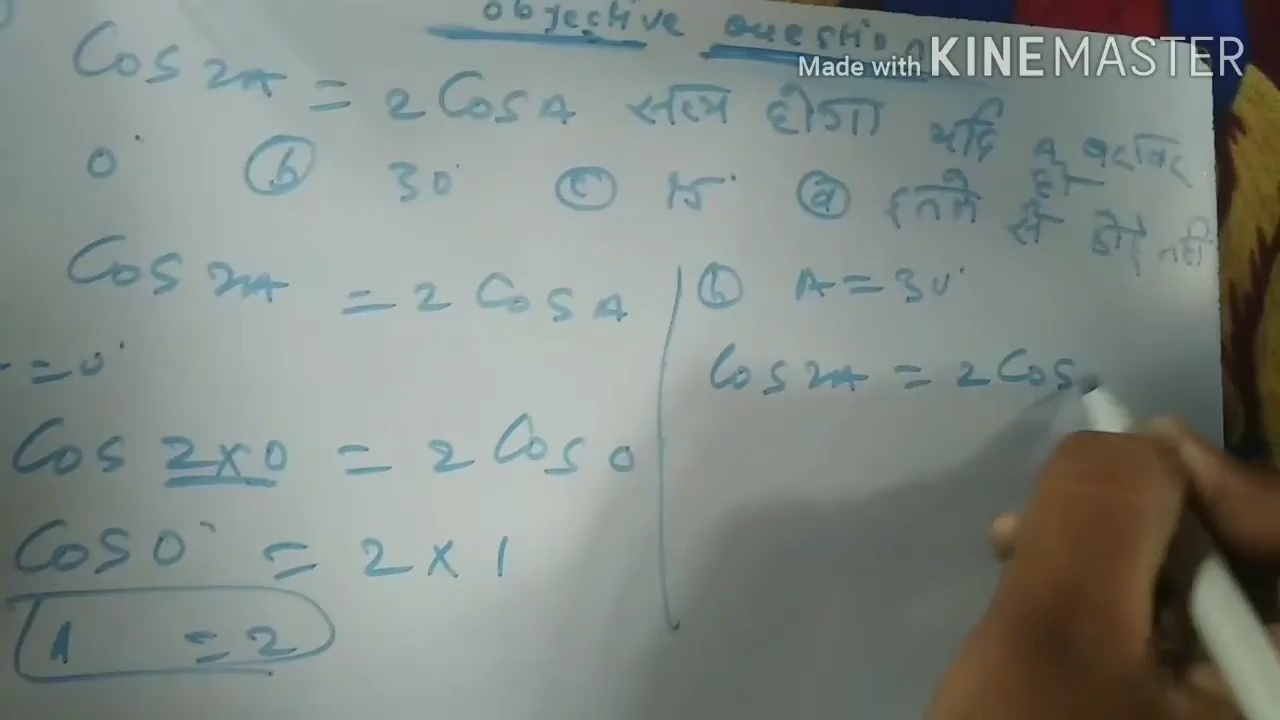 objective question
Made with KINEMASTER
Cos 2A = 2 Cos A सत्य होगा यदि A बराबर हो
0° (b) 30° (c) 45° (d) इनमें से कोई नहीं
Cos 2A = 2 Cos A
= 0°
Cos 2×0 = 2 Cos 0
Cos 0° = 2 × 1
1 = 2
(b) A = 30°
Cos 2A = 2 Cos